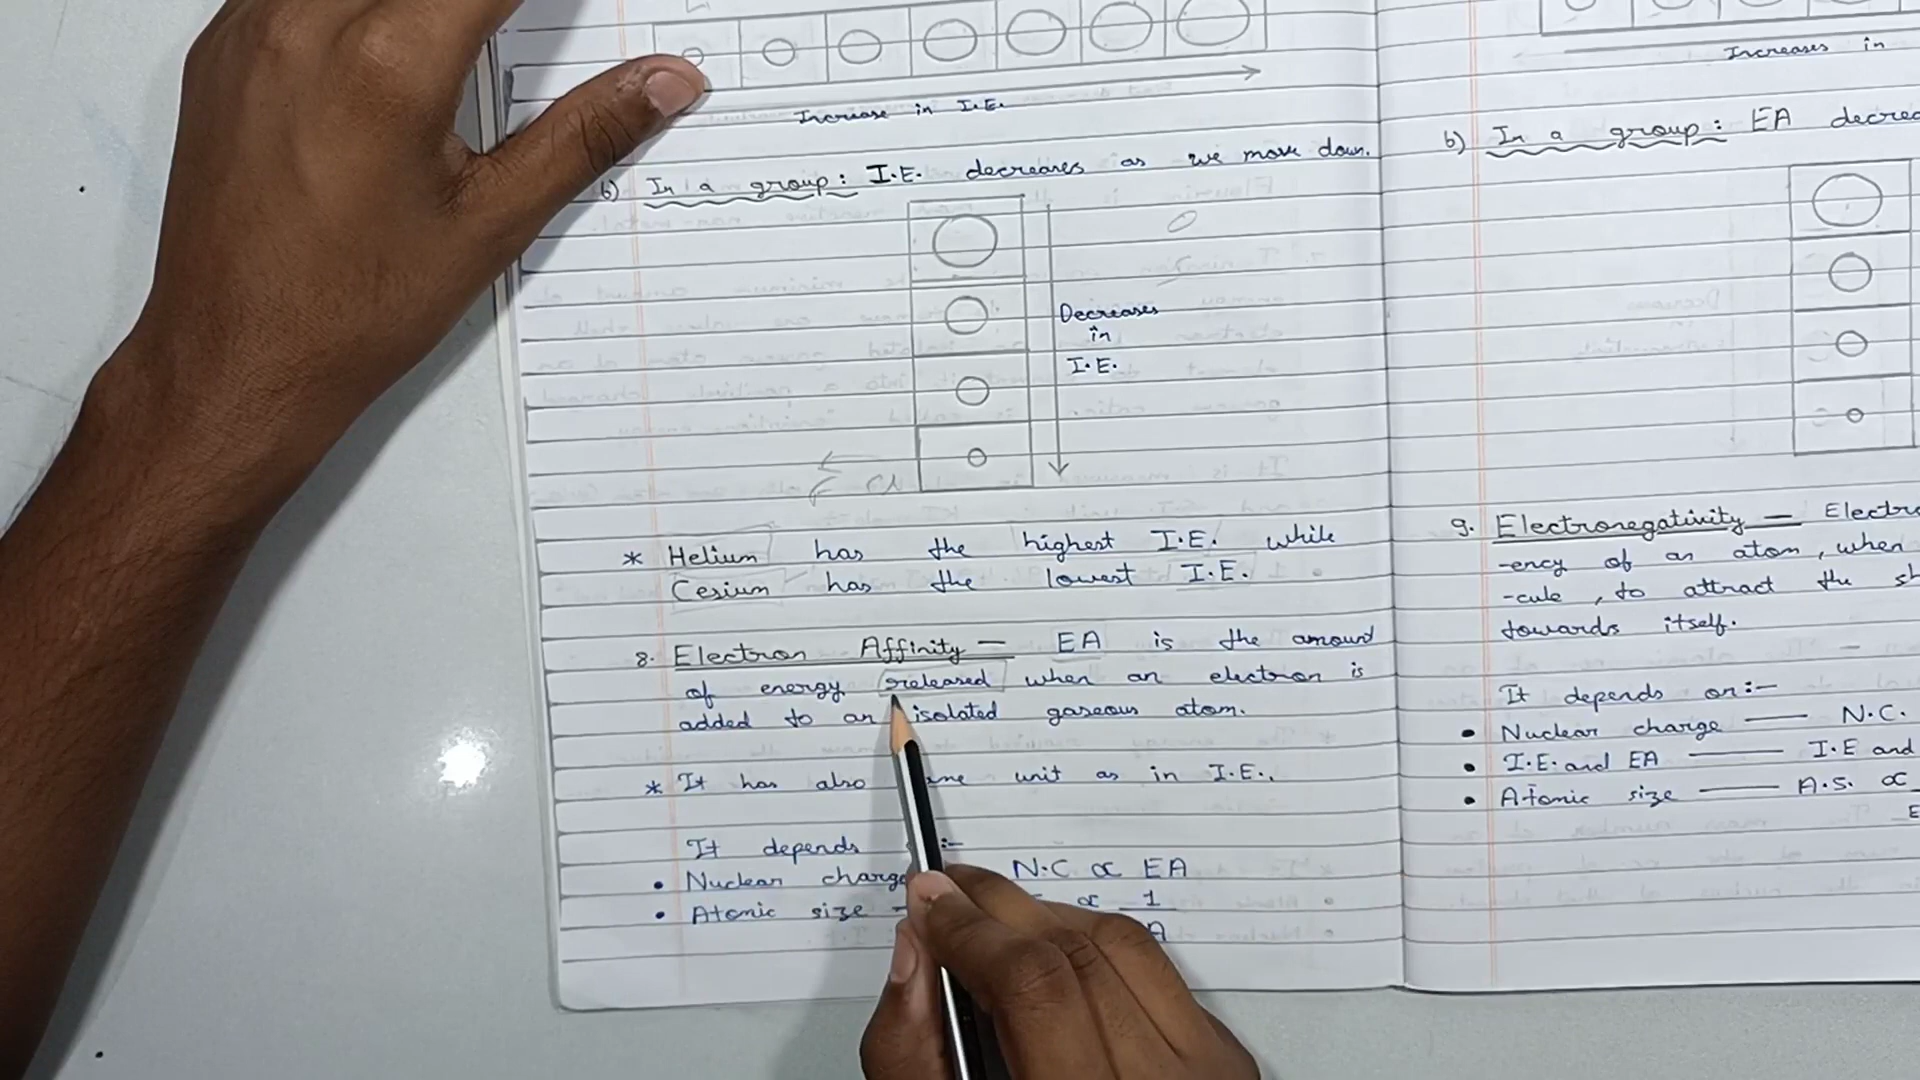 Increase in I.E.
b) In a group: I.E. decreases as we move down.
Decreases
in
I.E.
* Helium has the highest I.E. while
Cesium has the lowest I.E.
8. Electron Affinity — EA is the amount
of energy released when an electron is
added to an isolated gaseous atom.
* It has also unit as in I.E.
It depends :-
• Nuclear charge N.C ∝ EA
• Atomic size — ∝ 1
A
Increases in
b) In a group: EA
9. Electronegativity —
-ency of an atom, when
-cule, to attract the
towards itself.
It depends on:-
• Nuclear charge — N.C.
• I.E. and EA — I.E and
• Atomic size — A.S. ∝